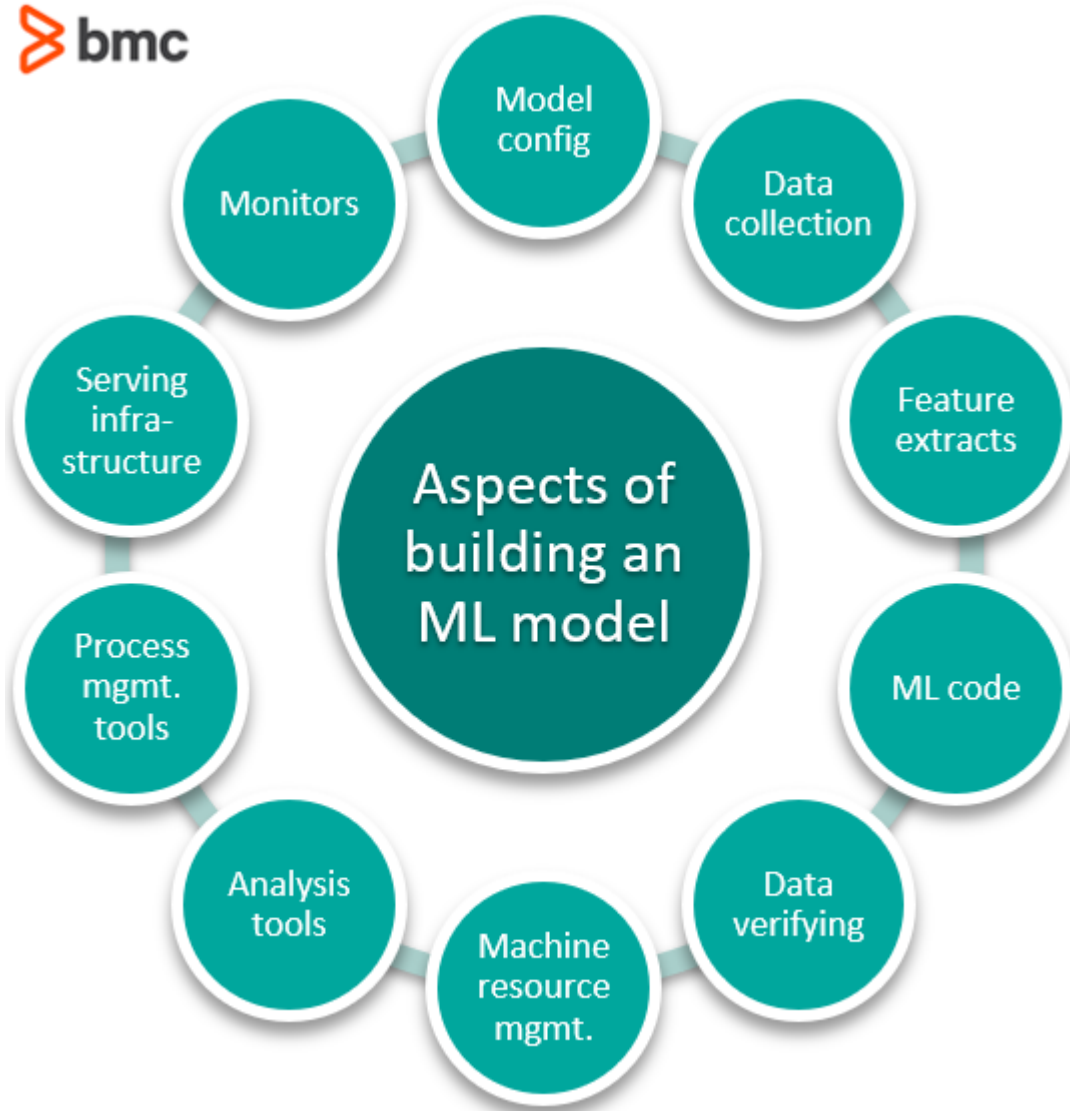 bmc
Model
config
Data
collection
Feature
extracts
ML code
Data
verifying
Machine
resource
mgmt.
Analysis
tools
Process
mgmt.
tools
Serving
infra-
structure
Monitors
Aspects of
building an
ML model